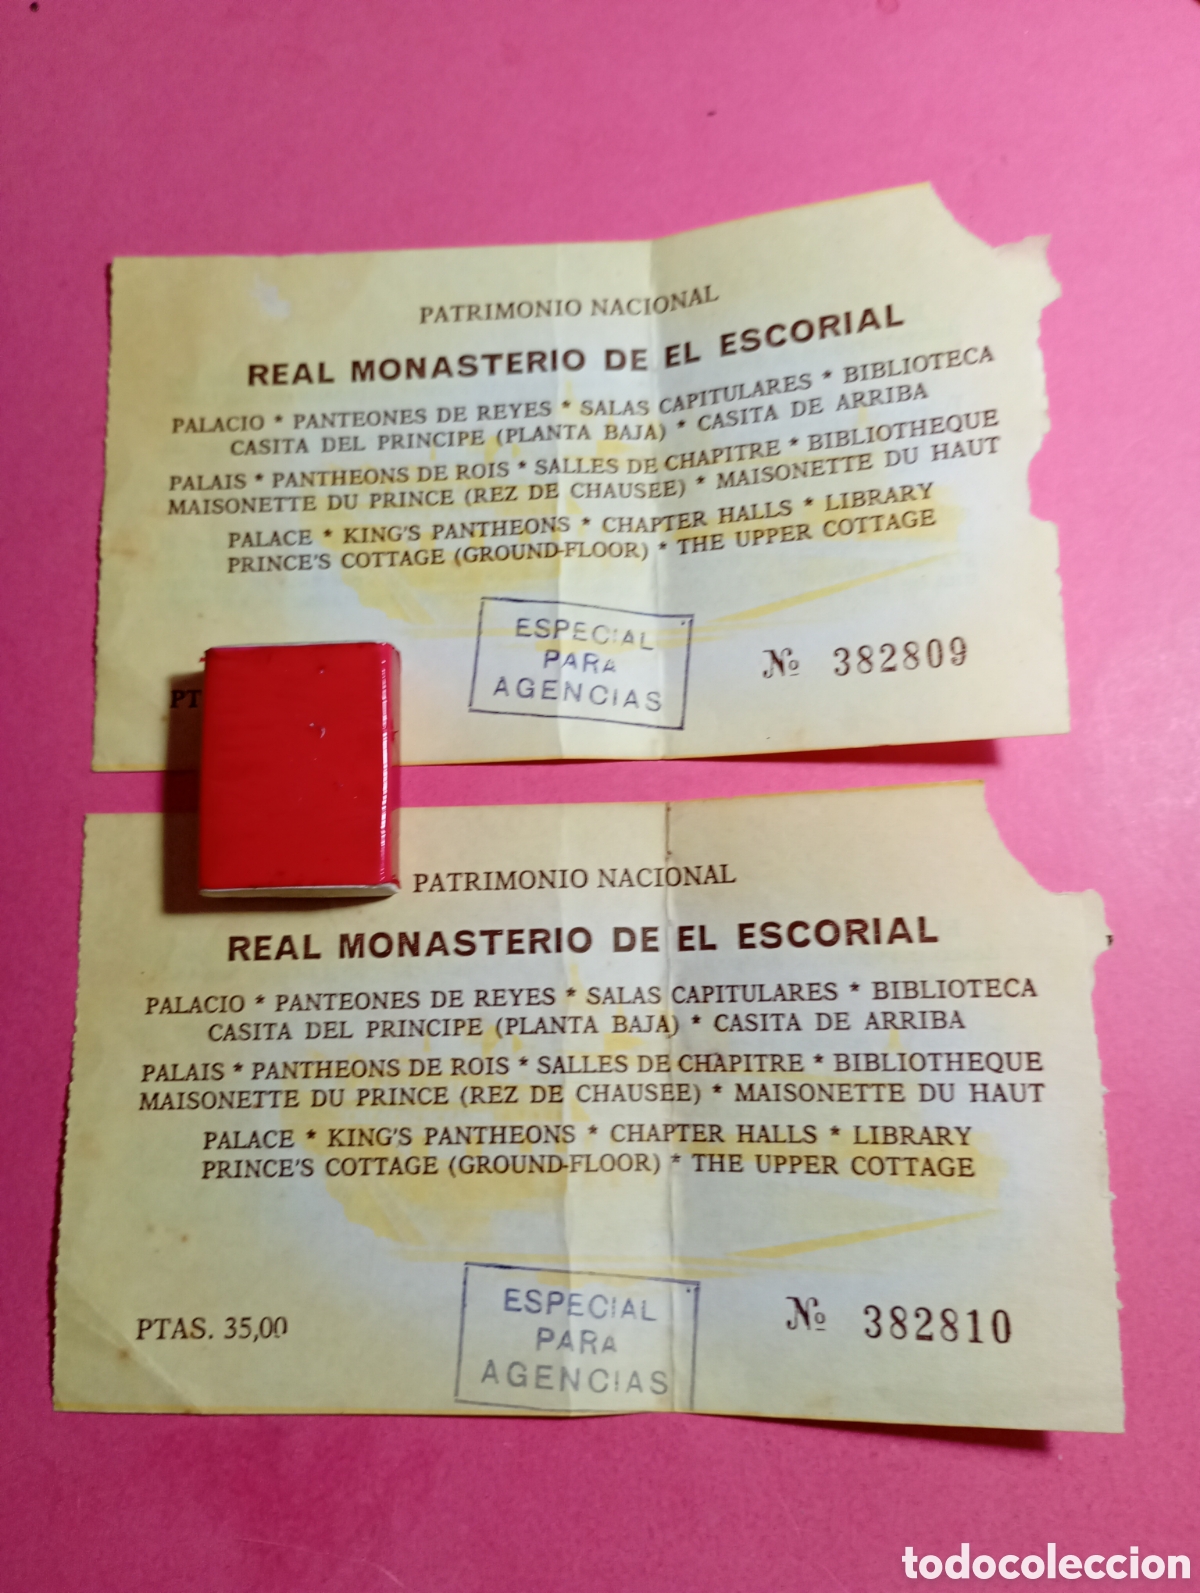 PATRIMONIO NACIONAL
REAL MONASTERIO DE EL ESCORIAL
PALACIO * PANTEONES DE REYES * SALAS CAPITULARES * BIBLIOTECA
CASITA DEL PRINCIPE (PLANTA BAJA) * CASITA DE ARRIBA
PALAIS * PANTHEONS DE ROIS * SALLES DE CHAPITRE * BIBLIOTHEQUE
MAISONETTE DU PRINCE (REZ DE CHAUSEE) * MAISONETTE DU HAUT
PALACE * KING'S PANTHEONS * CHAPTER HALLS * LIBRARY
PRINCE'S COTTAGE (GROUND-FLOOR) * THE UPPER COTTAGE
ESPECIAL
PARA
AGENCIAS
Nº 382809
PT
PATRIMONIO NACIONAL
REAL MONASTERIO DE EL ESCORIAL
PALACIO * PANTEONES DE REYES * SALAS CAPITULARES * BIBLIOTECA
CASITA DEL PRINCIPE (PLANTA BAJA) * CASITA DE ARRIBA
PALAIS * PANTHEONS DE ROIS * SALLES DE CHAPITRE * BIBLIOTHEQUE
MAISONETTE DU PRINCE (REZ DE CHAUSEE) * MAISONETTE DU HAUT
PALACE * KING'S PANTHEONS * CHAPTER HALLS * LIBRARY
PRINCE'S COTTAGE (GROUND-FLOOR) * THE UPPER COTTAGE
PTAS. 35,00
ESPECIAL
PARA
AGENCIAS
Nº 382810
todocoleccion